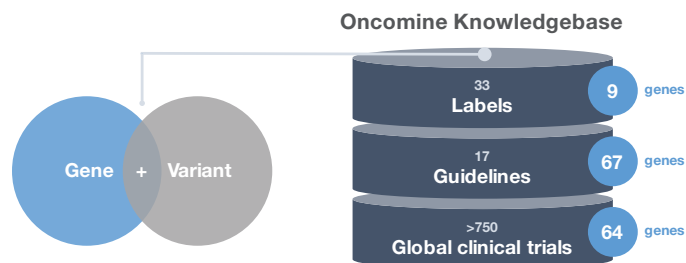 Oncomine Knowledgebase
Gene + Variant
33
Labels
9 genes
17
Guidelines
67 genes
>750
Global clinical trials
64 genes